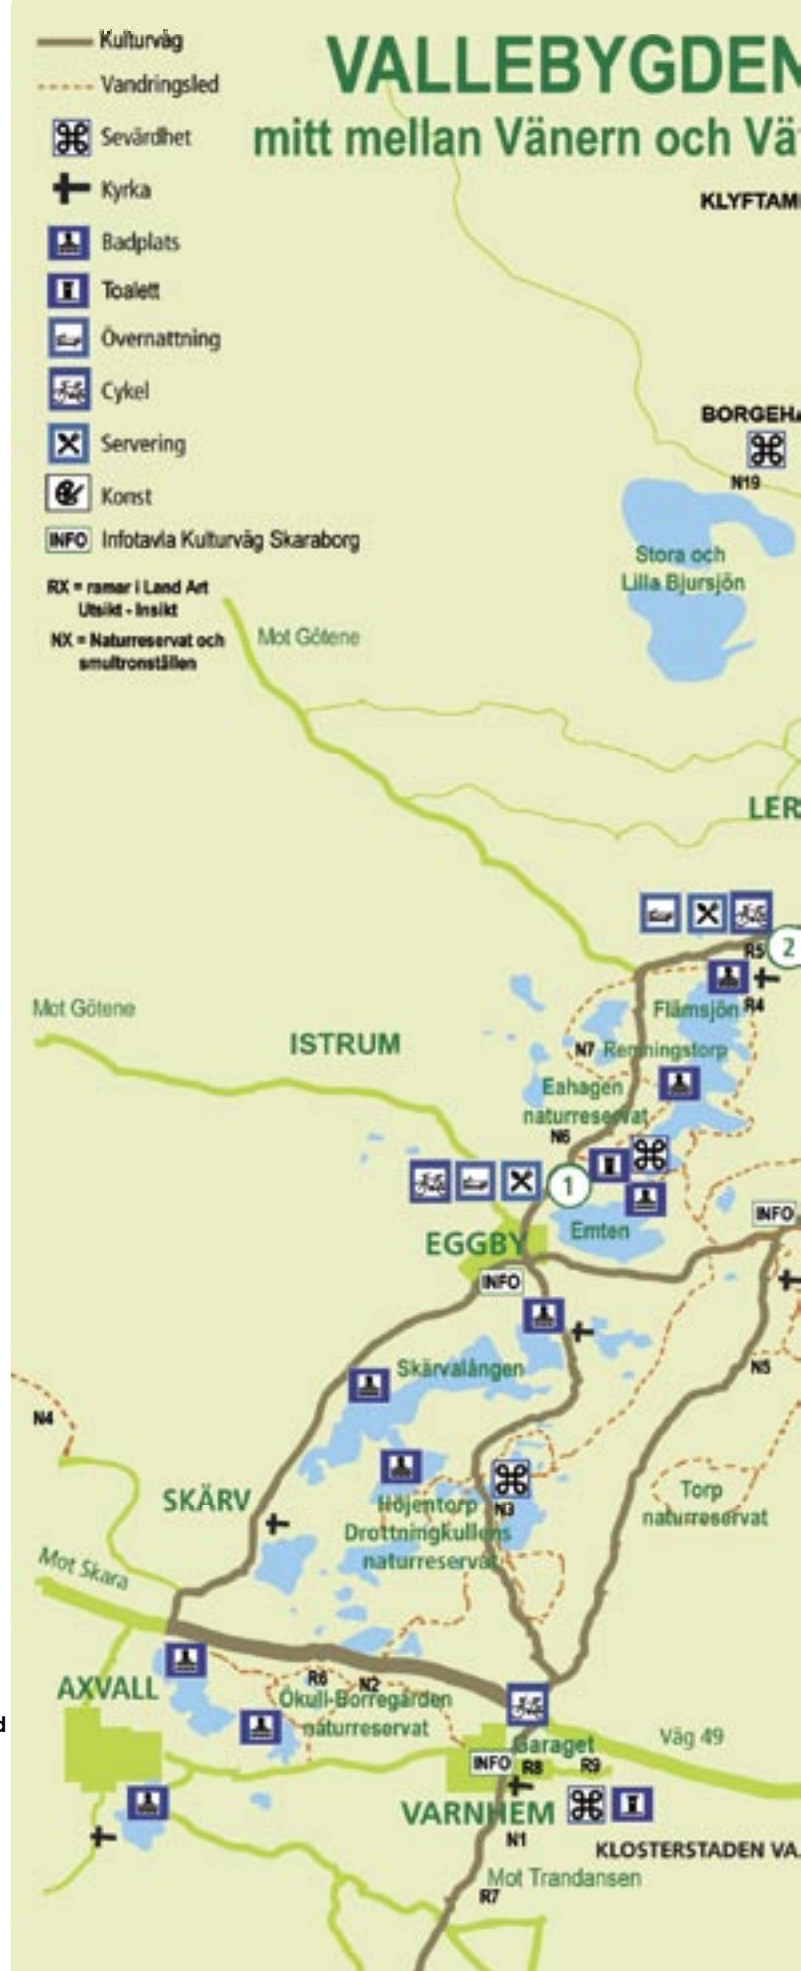 Kulturväg
Vandringsled
Sevärdhet
Kyrka
Badplats
Toalett
Övernattning
Cykel
Servering
Konst
INFO Infotavla Kulturväg Skaraborg
RX = ramar i Land Art
Utsikt - Insikt
NX = Naturreservat och
smultronställen
VALLEBYGDEN
mitt mellan Vänern och Vä
KLYFTAM
BORGEHA
N19
Stora och
Lilla Bjursjön
Mot Götene
LER
2
R5
Flämsjön R4
Mot Götene
ISTRUM
N7 Remningstorp
Eahagen
naturreservat
N6
1
INFO
Emten
EGGBY
INFO
Skärvalången
N5
N4
SKÄRV
Höjentorp
N3
Drottningkullens
naturreservat
Torp
naturreservat
Mot Skara
AXVALL
R6
N2
Ökull-Borregården
naturreservat
d
Garaget
Väg 49
INFO
R8
R9
VARNHEM
N1
KLOSTERSTADEN VA
Mot Trandansen
R7